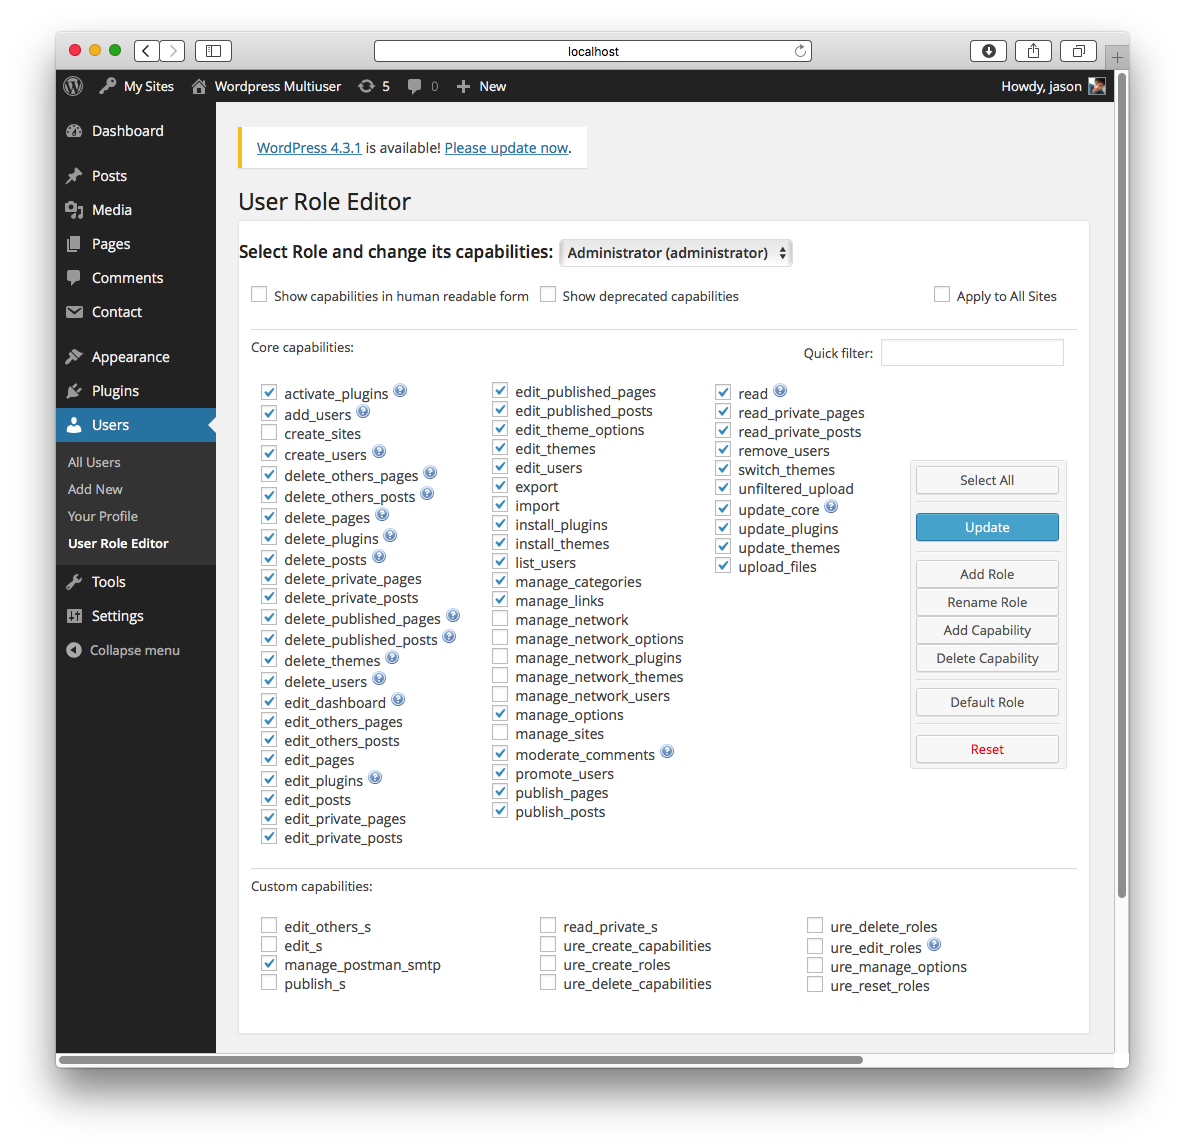 localhost
My Sites Wordpress Multiuser 5 0 New Howdy, jason
Dashboard
Posts
Media
Pages
Comments
Contact
Appearance
Plugins
Users
All Users
Add New
Your Profile
User Role Editor
Tools
Settings
Collapse menu
WordPress 4.3.1 is available! Please update now.
User Role Editor
Select Role and change its capabilities: Administrator (administrator)
Show capabilities in human readable form Show deprecated capabilities Apply to All Sites
Core capabilities:
Quick filter:
activate_plugins
add_users
create_sites
create_users
delete_others_pages
delete_others_posts
delete_pages
delete_plugins
delete_posts
delete_private_pages
delete_private_posts
delete_published_pages
delete_published_posts
delete_themes
delete_users
edit_dashboard
edit_others_pages
edit_others_posts
edit_pages
edit_plugins
edit_posts
edit_private_pages
edit_private_posts
edit_published_pages
edit_published_posts
edit_theme_options
edit_themes
edit_users
export
import
install_plugins
install_themes
list_users
manage_categories
manage_links
manage_network
manage_network_options
manage_network_plugins
manage_network_themes
manage_network_users
manage_options
manage_sites
moderate_comments
promote_users
publish_pages
publish_posts
read
read_private_pages
read_private_posts
remove_users
switch_themes
unfiltered_upload
update_core
update_plugins
update_themes
upload_files
Select All
Update
Add Role
Rename Role
Add Capability
Delete Capability
Default Role
Reset
Custom capabilities:
edit_others_s
edit_s
manage_postman_smtp
publish_s
read_private_s
ure_create_capabilities
ure_create_roles
ure_delete_capabilities
ure_delete_roles
ure_edit_roles
ure_manage_options
ure_reset_roles